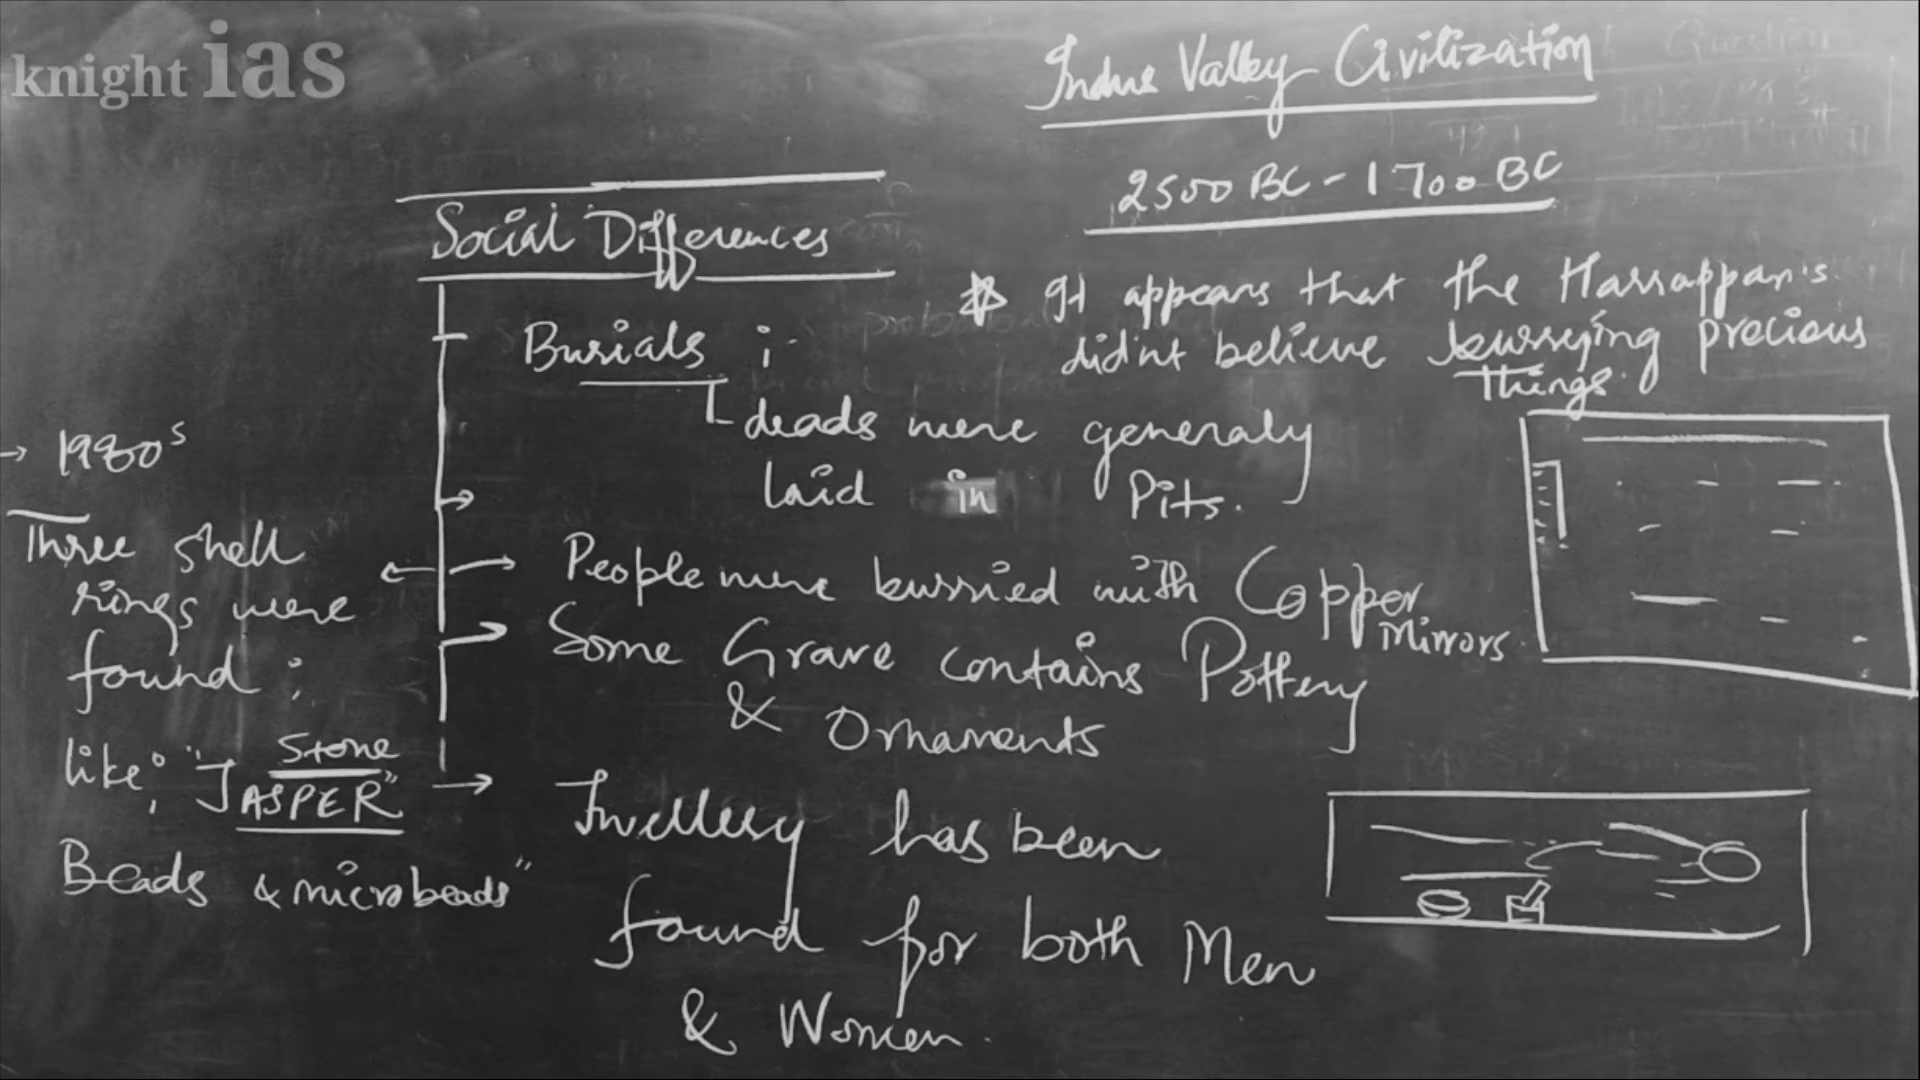 knight ias
Indus Valley Civilization
2500 BC - 1700 BC
Social Differences
Burials :-
deads were generaly
laid in Pits.
People were burried with Copper
Mirrors.
Some Grave contains Pottery
& Ornaments
Jwellery has been
found for both Men
& Women.
☆ It appears that the Harrappan's
didn't believe burrying precious
things.
→ 1980s
Three shell
rings were
found ;
like; "Stone
JASPER"
Beads & microbeads"